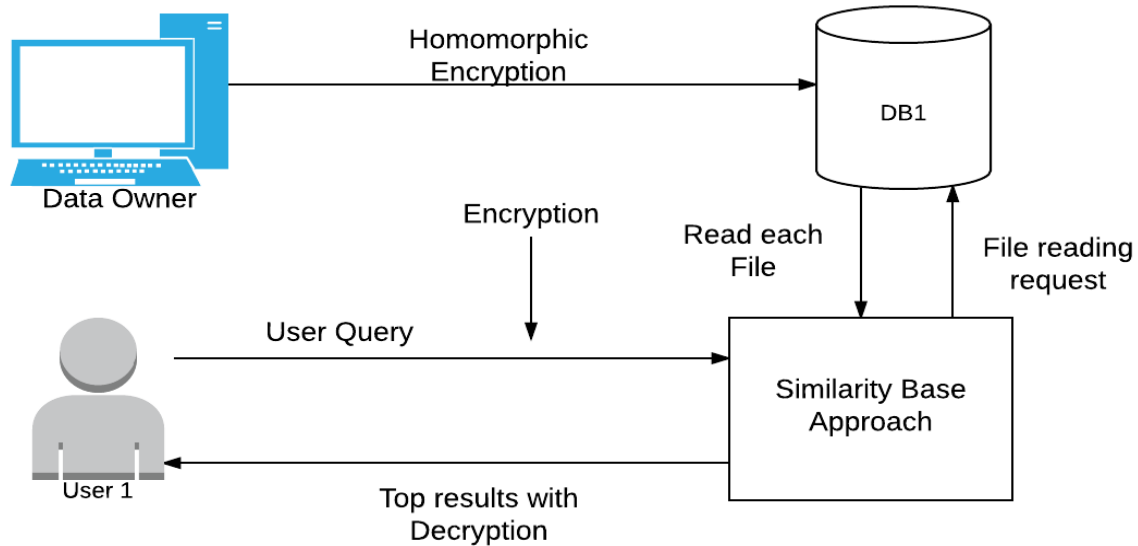 Homomorphic
Encryption
DB1
Data Owner
Encryption
Read each
File
File reading
request
User Query
Similarity Base
Approach
User 1
Top results with
Decryption